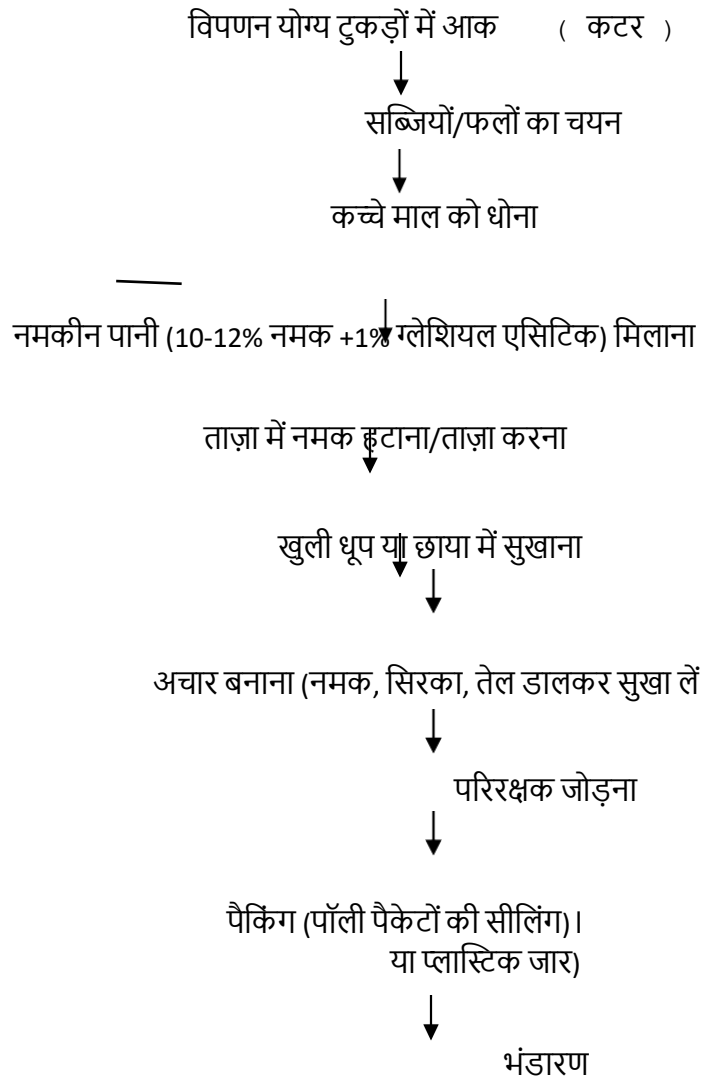 विपणन योग्य टुकड़ों में आक ( कटर )
सब्जियों/फलों का चयन
कच्चे माल को धोना
नमकीन पानी (10-12% नमक +1% ग्लेशियल एसिटिक) मिलाना
ताज़ा में नमक हटाना/ताज़ा करना
खुली धूप या छाया में सुखाना
अचार बनाना (नमक, सिरका, तेल डालकर सुखा लें
परिरक्षक जोड़ना
पैकिंग (पॉली पैकेटों की सीलिंग)।
या प्लास्टिक जार)
भंडारण